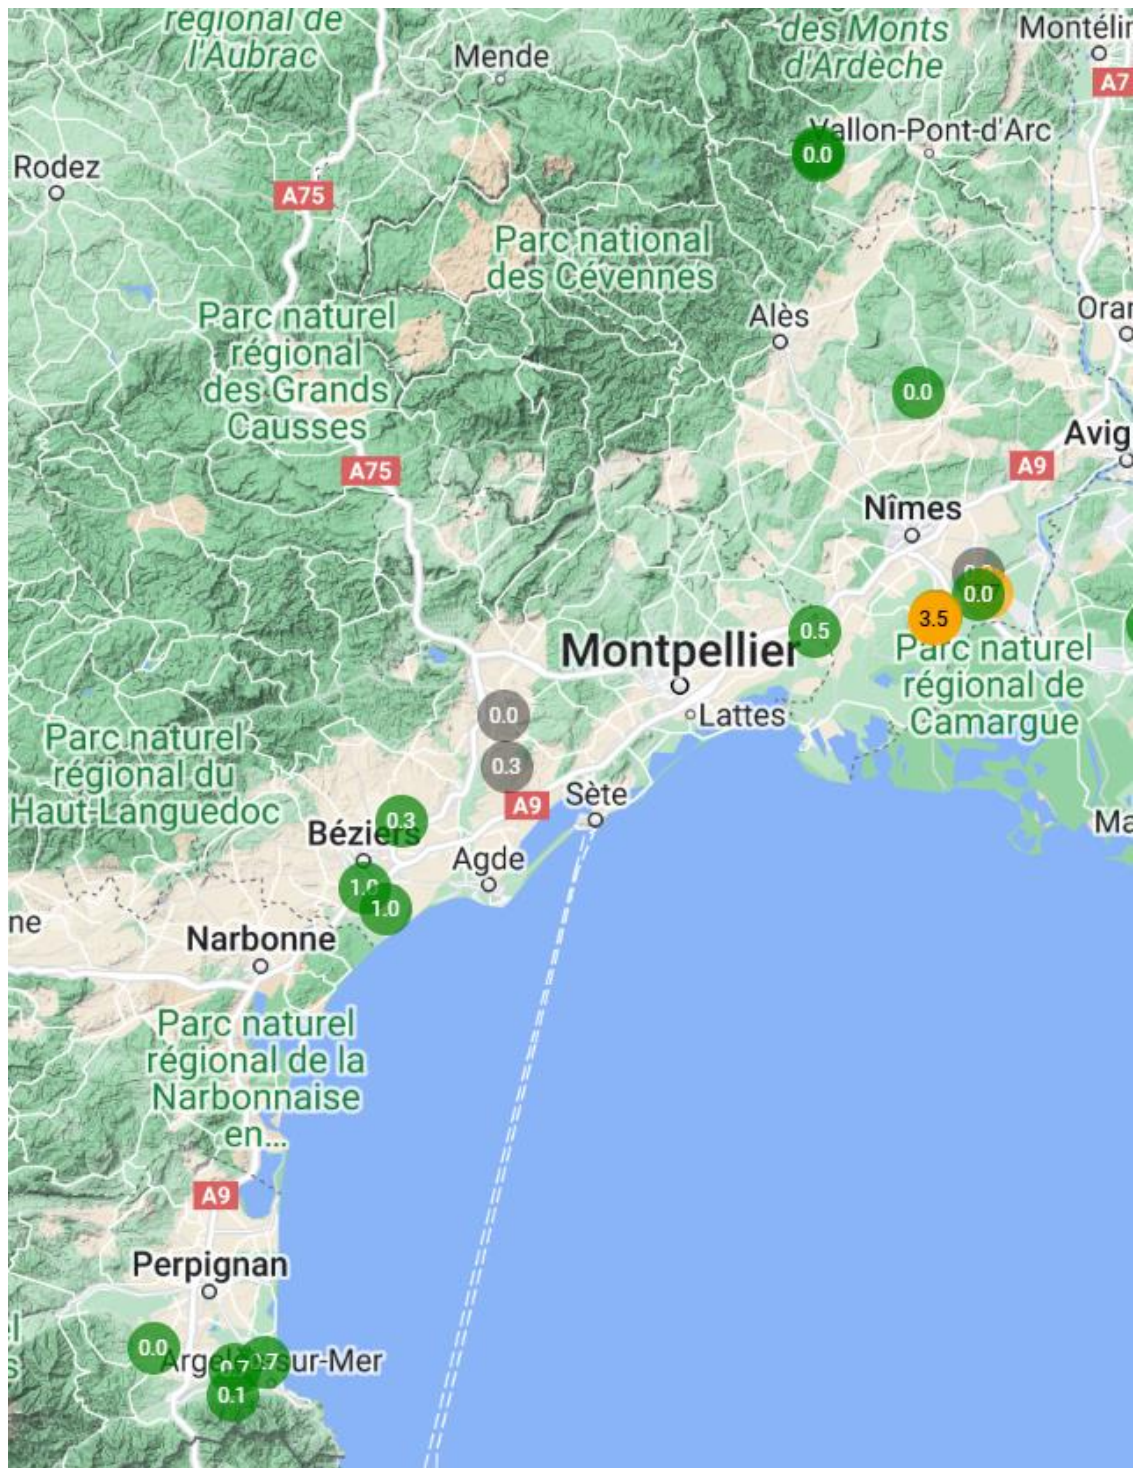 régional de
l'Aubrac
Mende
des Monts
d'Ardèche
A7
Vallon-Pont-d'Arc
0.0
Rodez
A75
Parc national
des Cévennes
Parc naturel
régional
des Grands
Causses
Alès
0.0
A75
A9
Nîmes
0.0
3.5
0.5
Montpellier
Parc naturel
régional de
Camargue
Lattes
0.0
0.3
Parc naturel
régional du
Haut-Languedoc
A9
Sète
0.3
Béziers
Agde
1.0
1.0
ne
Narbonne
Parc naturel
régional de la
Narbonnaise
en...
A9
Perpignan
0.0
Argelès-sur-Mer
0.7
0.1